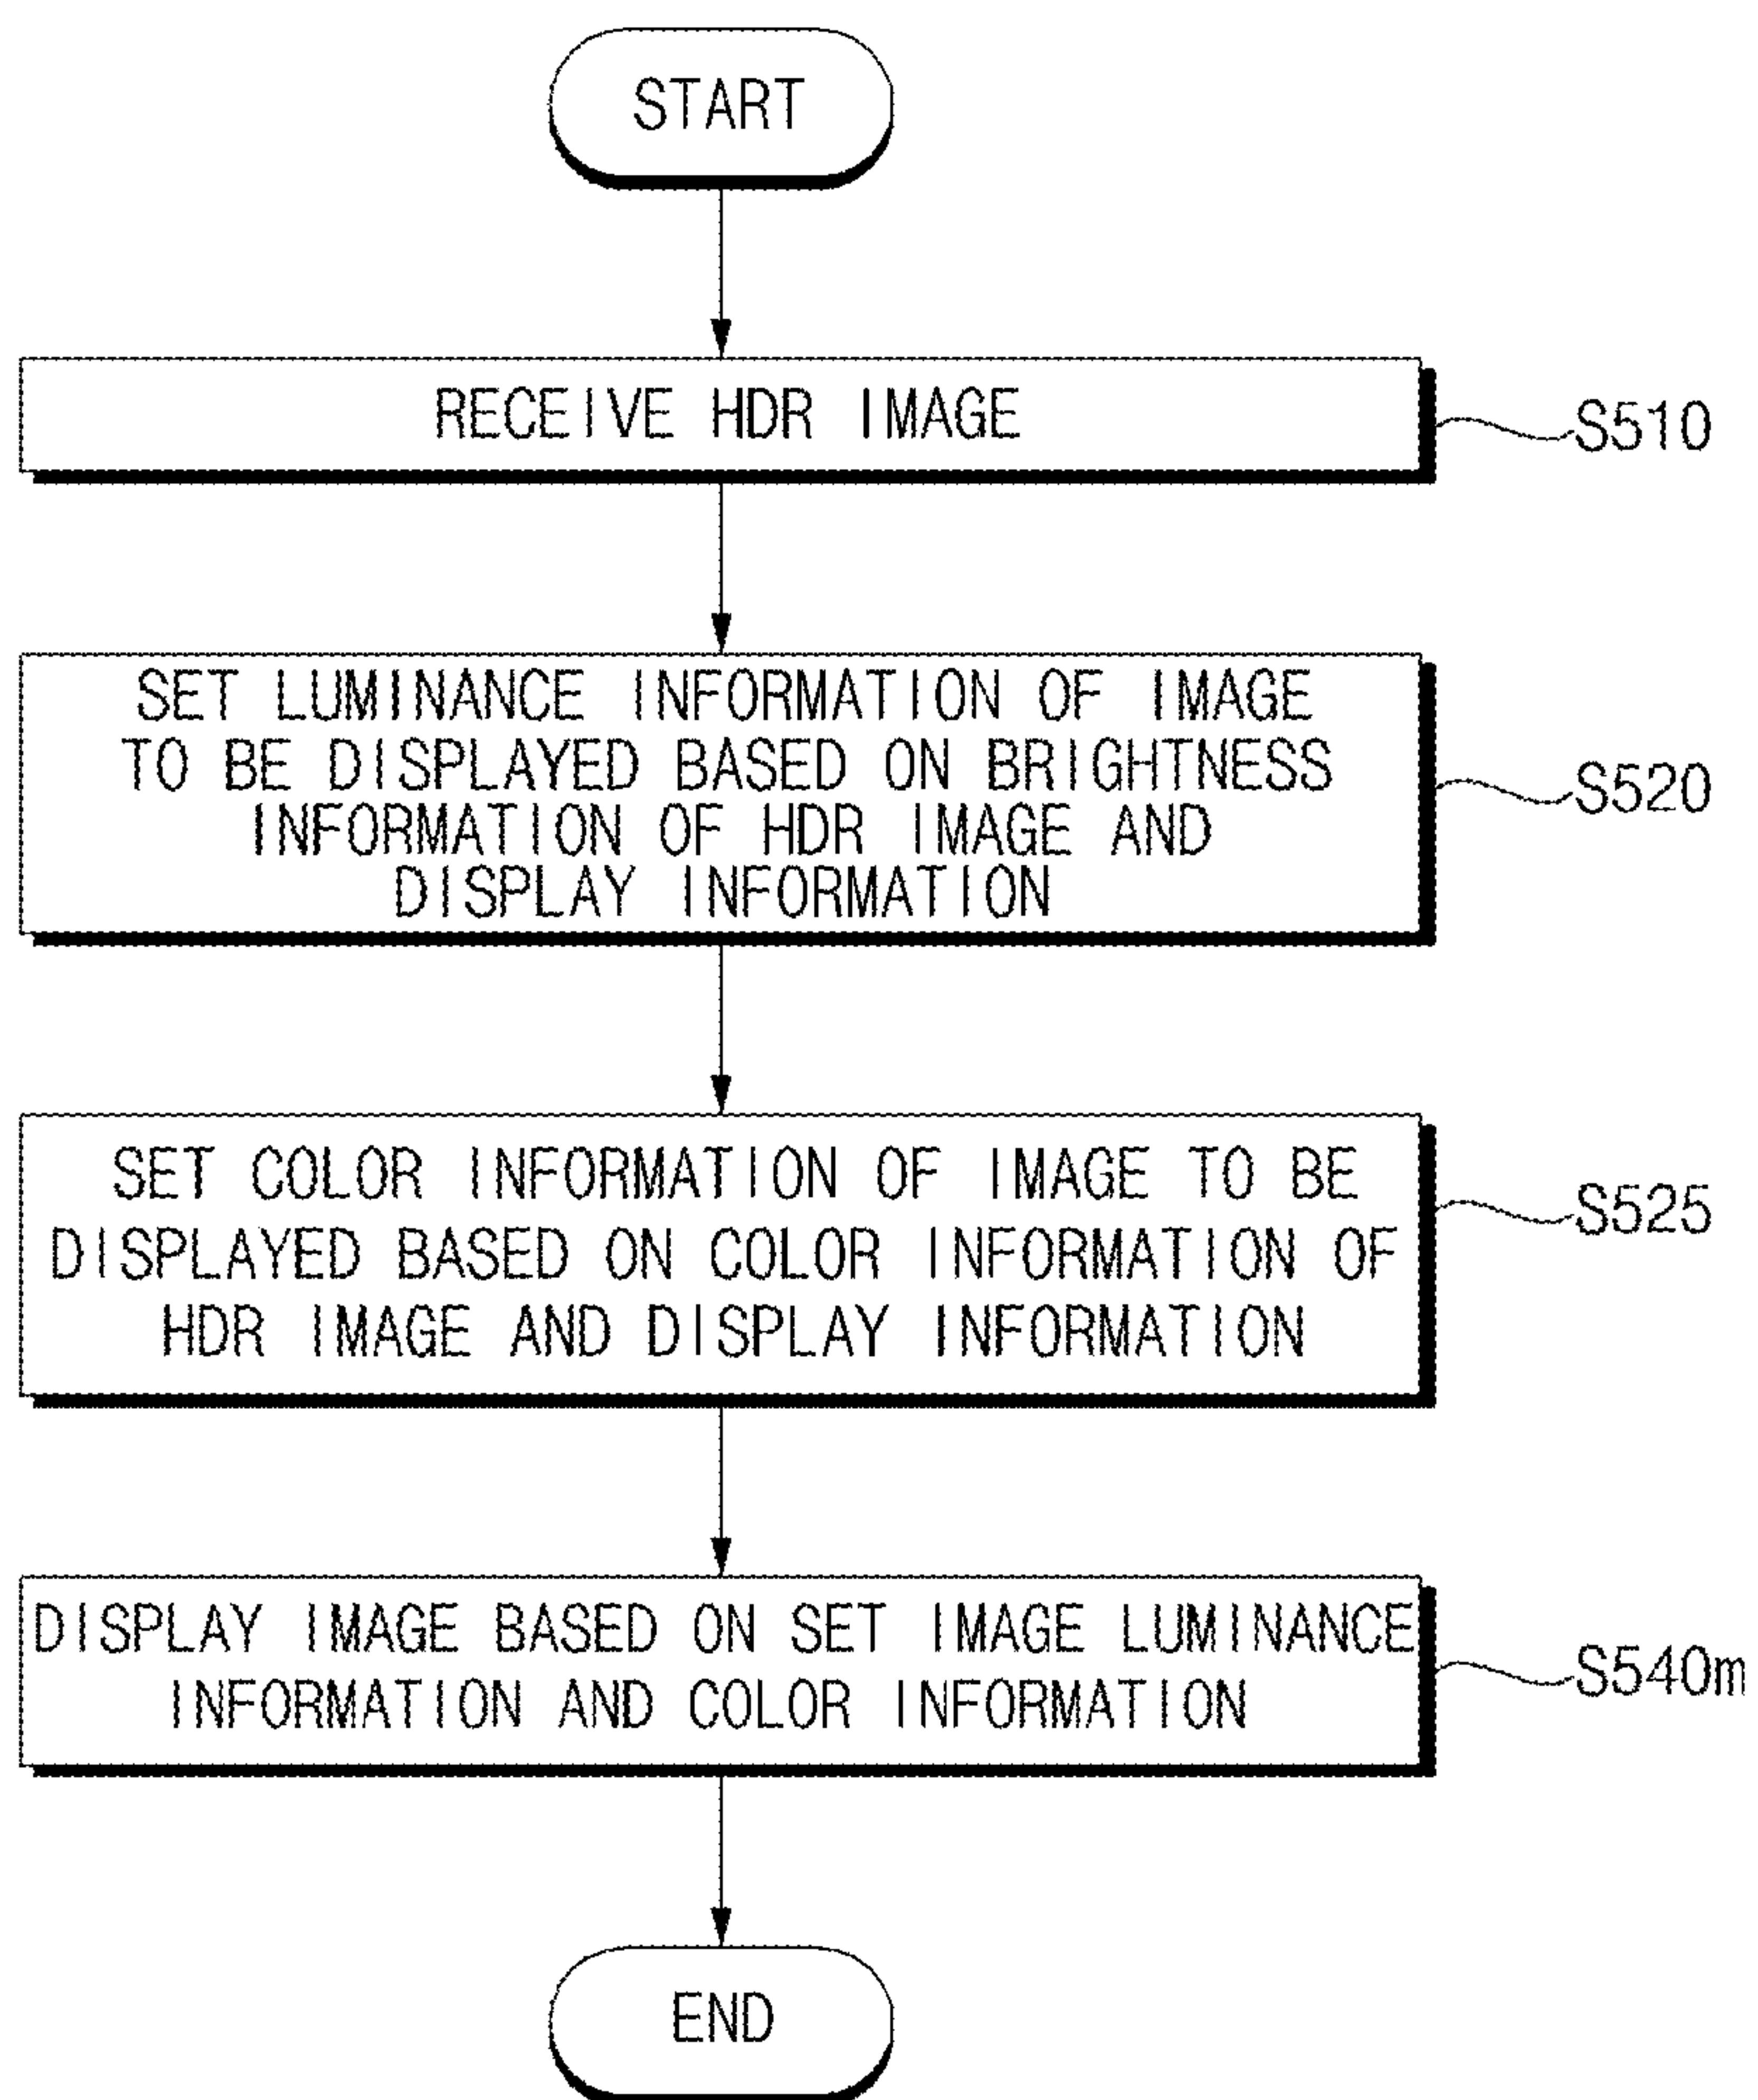 START
RECEIVE HDR IMAGE
S510
SET LUMINANCE INFORMATION OF IMAGE
TO BE DISPLAYED BASED ON BRIGHTNESS
INFORMATION OF HDR IMAGE AND
DISPLAY INFORMATION
S520
SET COLOR INFORMATION OF IMAGE TO BE
DISPLAYED BASED ON COLOR INFORMATION OF
HDR IMAGE AND DISPLAY INFORMATION
S525
DISPLAY IMAGE BASED ON SET IMAGE LUMINANCE
INFORMATION AND COLOR INFORMATION
S540m
END